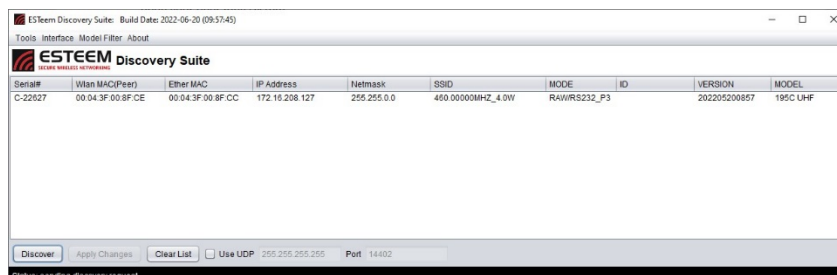 ESTeem Discovery Suite: Build Date: 2022-06-20 (09:57:45)
Tools Interface Model Filter About
ESTEEM Discovery Suite
SECURE WIRELESS NETWORKING
Serial# Wlan MAC(Peer) Ether MAC IP Address Netmask SSID MODE ID VERSION MODEL
C-22627 00:04:3F:00:8F:CE 00:04:3F:00:8F:CC 172.16.208.127 255.255.0.0 460.00000MHZ_4.0W RAW/RS232_P3 202205200857 195C UHF
Discover Apply Changes Clear List Use UDP 255.255.255.255 Port 14402
Status: sending discovery request